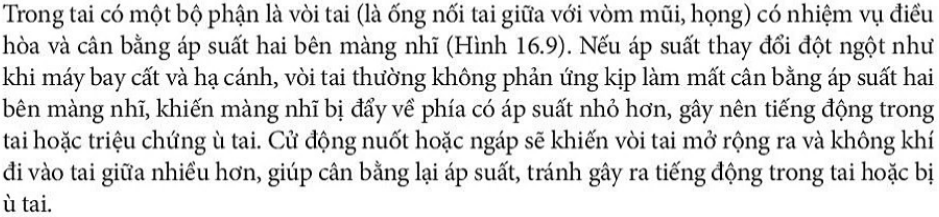 Trong tai có một bộ phận là vòi tai (là ống nối tai giữa với vòm mũi, họng) có nhiệm vụ điều
hòa và cân bằng áp suất hai bên màng nhĩ (Hình 16.9). Nếu áp suất thay đổi đột ngột như
khi máy bay cất và hạ cánh, vòi tai thường không phản ứng kịp làm mất cân bằng áp suất hai
bên màng nhĩ, khiến màng nhĩ bị đẩy về phía có áp suất nhỏ hơn, gây nên tiếng động trong
tai hoặc triệu chứng ù tai. Cử động nuốt hoặc ngáp sẽ khiến vòi tai mở rộng ra và không khí
đi vào tai giữa nhiều hơn, giúp cân bằng lại áp suất, tránh gây ra tiếng động trong tai hoặc bị
ù tai.